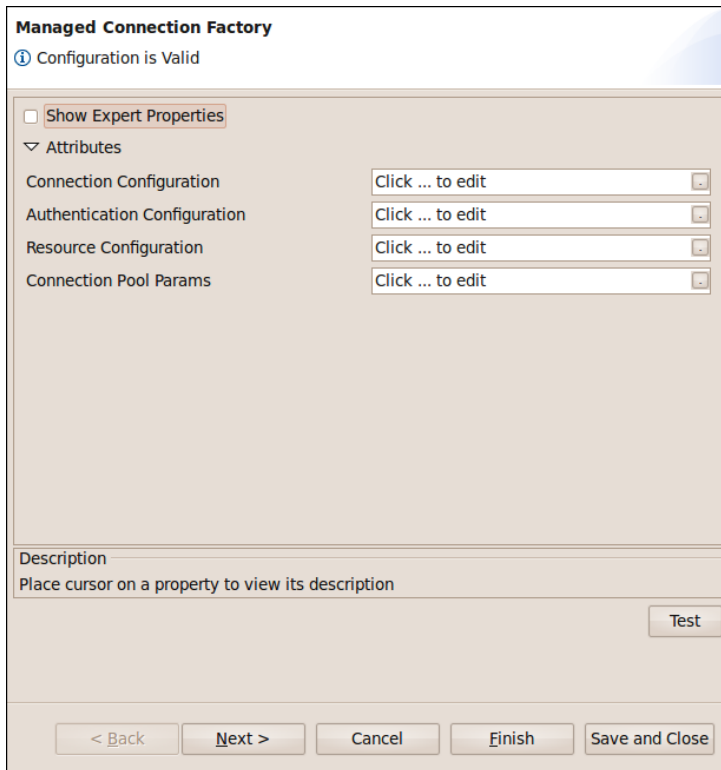 Managed Connection Factory
Configuration is Valid
Show Expert Properties
Attributes
Connection Configuration Click ... to edit
Authentication Configuration Click ... to edit
Resource Configuration Click ... to edit
Connection Pool Params Click ... to edit
Description
Place cursor on a property to view its description
Test
< Back Next > Cancel Finish Save and Close